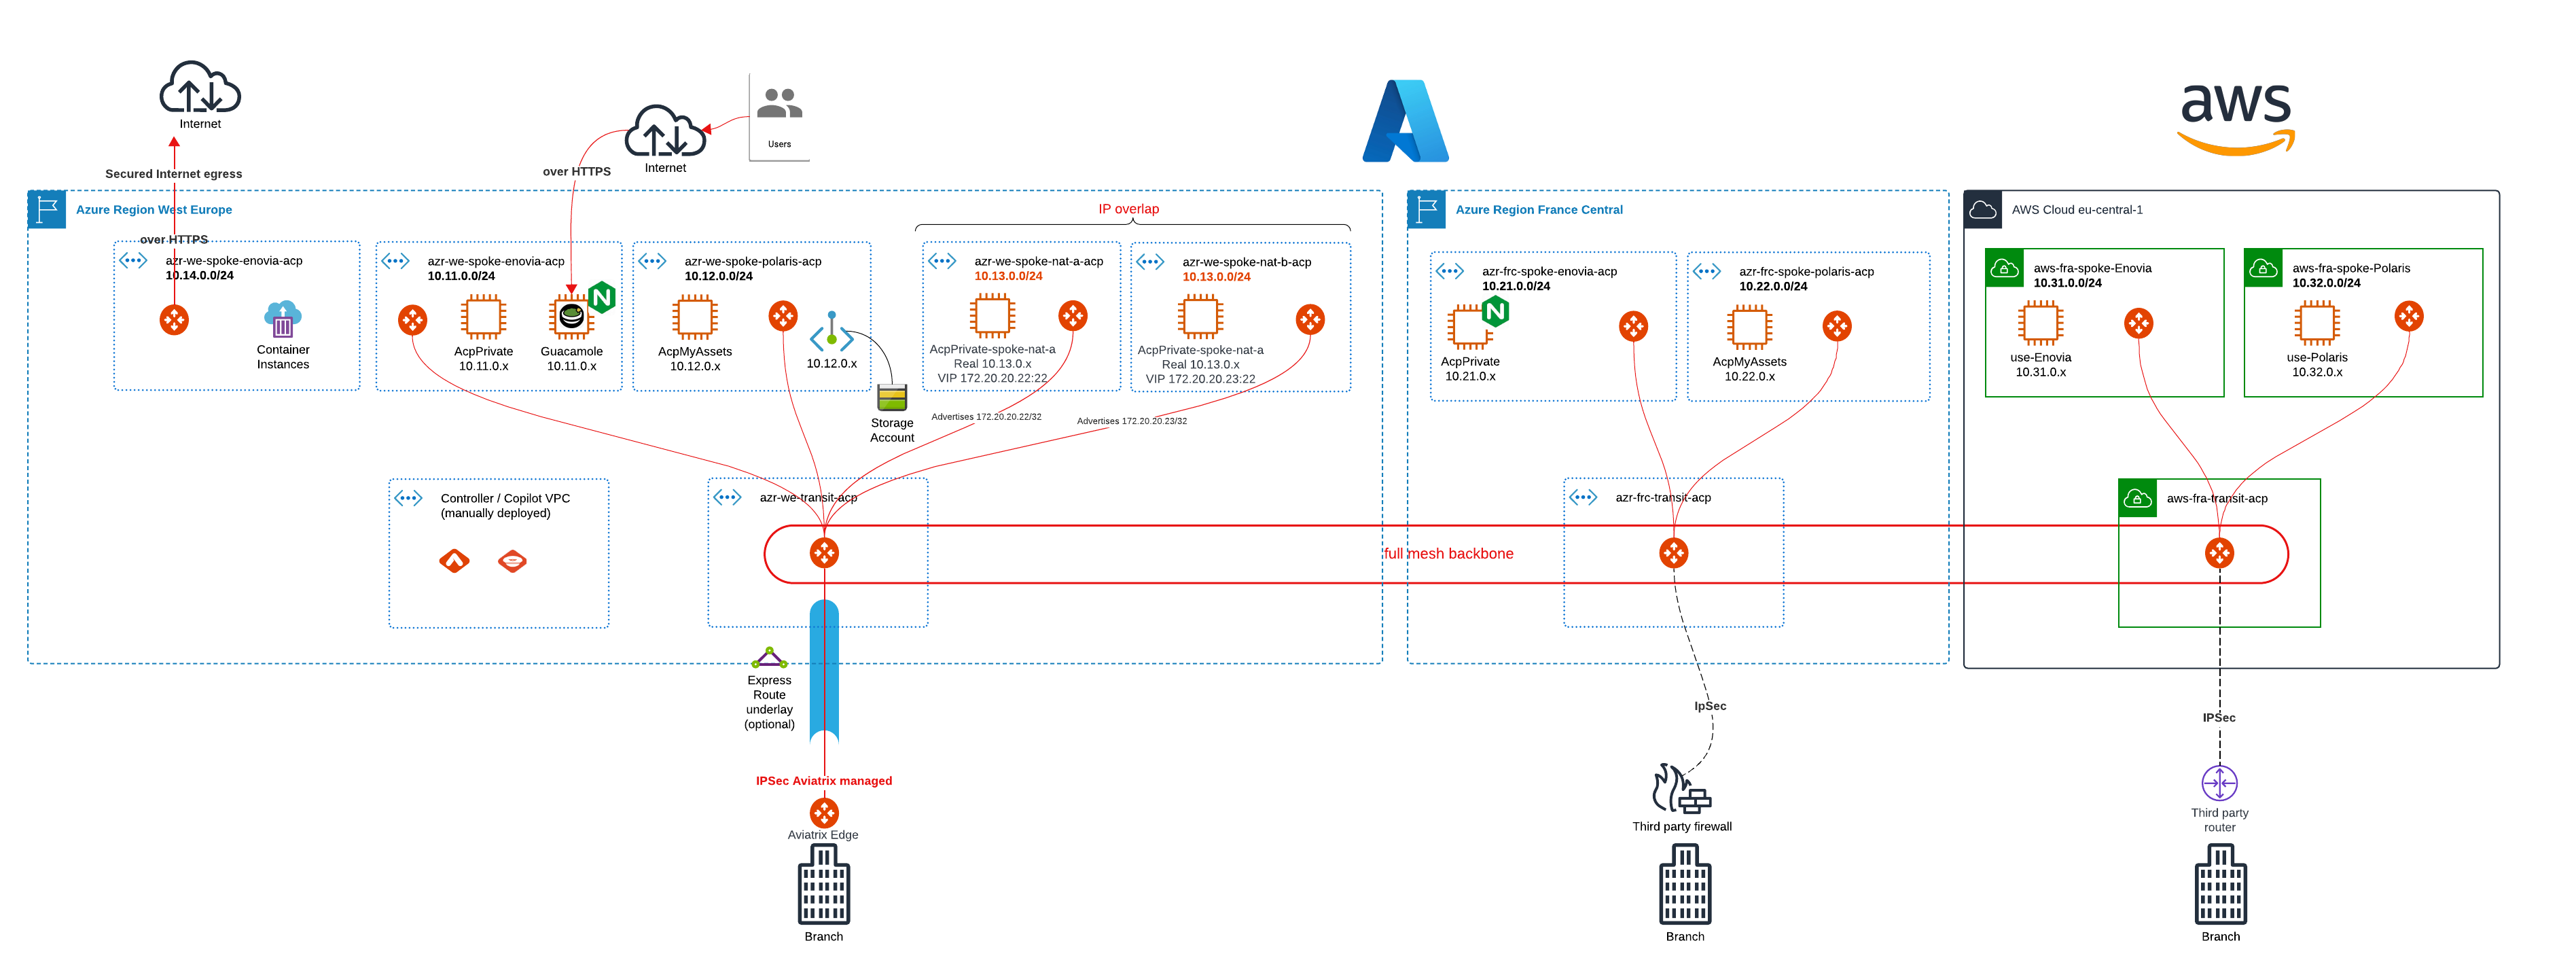 Internet
Secured Internet egress
Internet
Users
over HTTPS
aws
Azure Region West Europe
over HTTPS
azr-we-spoke-enovia-acp
10.14.0.0/24
Container
Instances
azr-we-spoke-enovia-acp
10.11.0.0/24
AcpPrivate
10.11.0.x
Guacamole
10.11.0.x
azr-we-spoke-polaris-acp
10.12.0.0/24
AcpMyAssets
10.12.0.x
10.12.0.x
Storage
Account
IP overlap
azr-we-spoke-nat-a-acp
10.13.0.0/24
AcpPrivate-spoke-nat-a
Real 10.13.0.x
VIP 172.20.20.22:22
Advertises 172.20.20.22/32
azr-we-spoke-nat-b-acp
10.13.0.0/24
AcpPrivate-spoke-nat-a
Real 10.13.0.x
VIP 172.20.20.23:22
Advertises 172.20.20.23/32
Controller / Copilot VPC
(manually deployed)
azr-we-transit-acp
full mesh backbone
Express
Route
underlay
(optional)
IPSec Aviatrix managed
Aviatrix Edge
Branch
Azure Region France Central
azr-frc-spoke-enovia-acp
10.21.0.0/24
N
AcpPrivate
10.21.0.x
azr-frc-spoke-polaris-acp
10.22.0.0/24
AcpMyAssets
10.22.0.x
azr-frc-transit-acp
IpSec
Third party firewall
Branch
AWS Cloud eu-central-1
aws-fra-spoke-Enovia
10.31.0.0/24
use-Enovia
10.31.0.x
aws-fra-spoke-Polaris
10.32.0.0/24
use-Polaris
10.32.0.x
aws-fra-transit-acp
IPSec
Third party
router
Branch